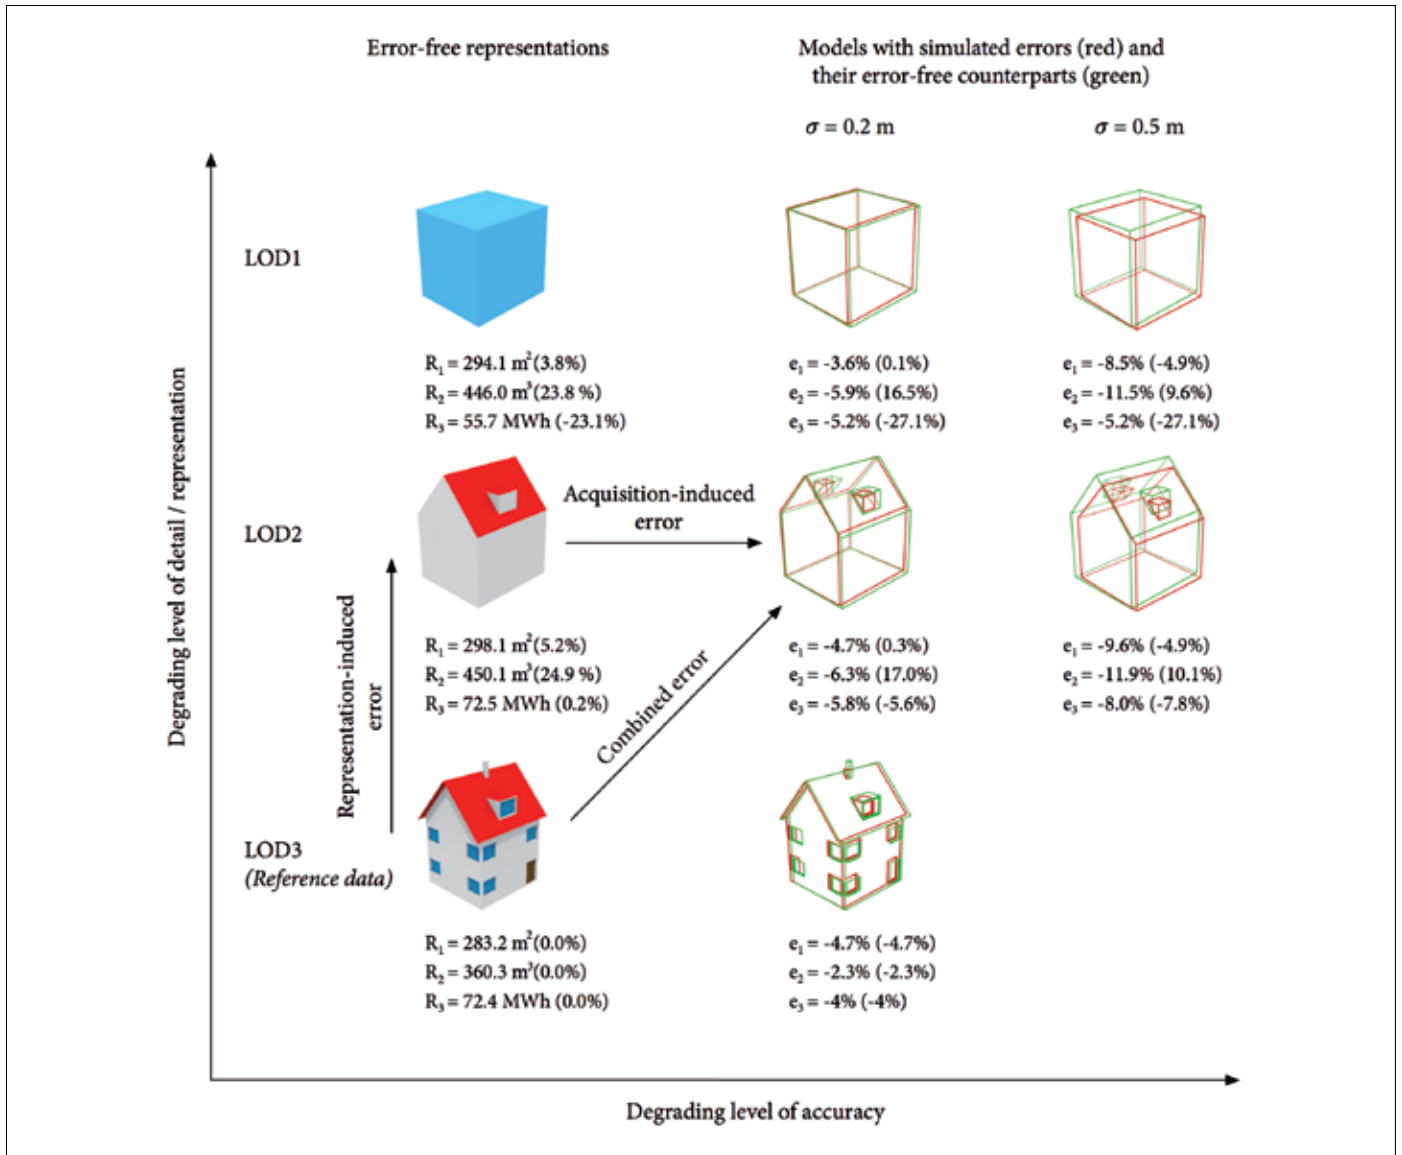 Error-free representations
Models with simulated errors (red) and
their error-free counterparts (green)
σ = 0.2 m
σ = 0.5 m
Degrading level of detail / representation
LOD1
R₁ = 294.1 m²(3.8%)
R₂ = 446.0 m³(23.8 %)
R₃ = 55.7 MWh (-23.1%)
e₁ = -3.6% (0.1%)
e₂ = -5.9% (16.5%)
e₃ = -5.2% (-27.1%)
e₁ = -8.5% (-4.9%)
e₂ = -11.5% (9.6%)
e₃ = -5.2% (-27.1%)
LOD2
Acquisition-induced
error
R₁ = 298.1 m²(5.2%)
R₂ = 450.1 m³(24.9 %)
R₃ = 72.5 MWh (0.2%)
e₁ = -4.7% (0.3%)
e₂ = -6.3% (17.0%)
e₃ = -5.8% (-5.6%)
e₁ = -9.6% (-4.9%)
e₂ = -11.9% (10.1%)
e₃ = -8.0% (-7.8%)
Representation-induced
error
Combined error
LOD3
(Reference data)
R₁ = 283.2 m²(0.0%)
R₂ = 360.3 m³(0.0%)
R₃ = 72.4 MWh (0.0%)
e₁ = -4.7% (-4.7%)
e₂ = -2.3% (-2.3%)
e₃ = -4% (-4%)
Degrading level of accuracy